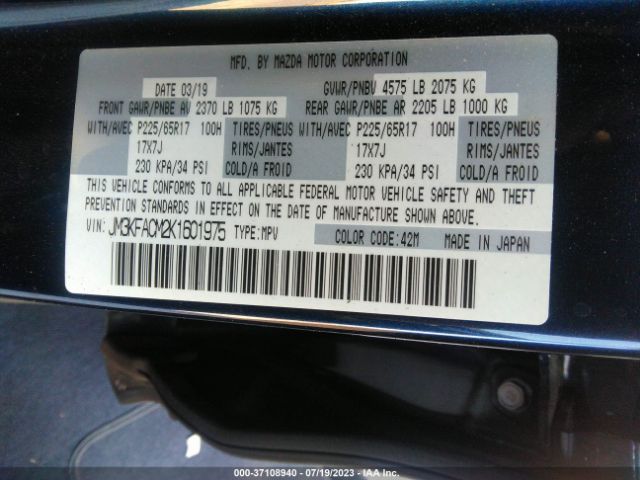 MFD. BY MAZDA MOTOR CORPORATION
DATE 03/19 GVWR/PNBV 4575 LB 2075 KG
FRONT GAWR/PNBE AV 2370 LB 1075 KG REAR GAWR/PNBE AR 2205 LB 1000 KG
WITH/AVEC P225/65R17 100H TIRES/PNEUS WITH/AVEC P225/65R17 100H TIRES/PNEUS
17X7J RIMS/JANTES 17X7J RIMS/JANTES
230 KPA/34 PSI COLD/A FROID 230 KPA/34 PSI COLD/A FROID
THIS VEHICLE CONFORMS TO ALL APPLICABLE FEDERAL MOTOR VEHICLE SAFETY AND THEFT
PREVENTION STANDARDS IN EFFECT ON THE DATE OF MANUFACTURE SHOWN ABOVE.
VIN: JM3KFACM2K1601975 TYPE:MPV COLOR CODE:42M MADE IN JAPAN
000-37108940 - 07/19/2023 - IAA Inc.